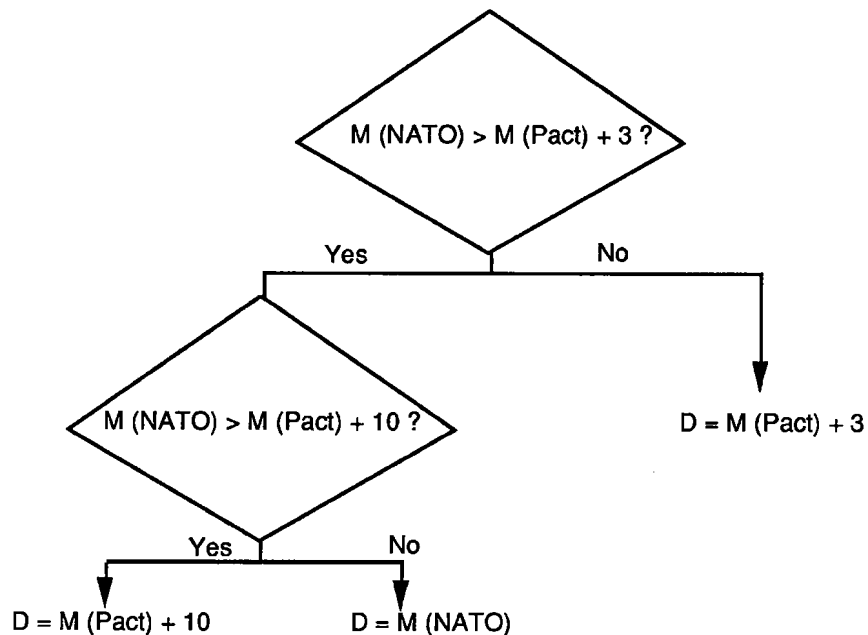 M (NATO) > M (Pact) + 3 ?
Yes
No
M (NATO) > M (Pact) + 10 ?
D = M (Pact) + 3
Yes
No
D = M (Pact) + 10
D = M (NATO)